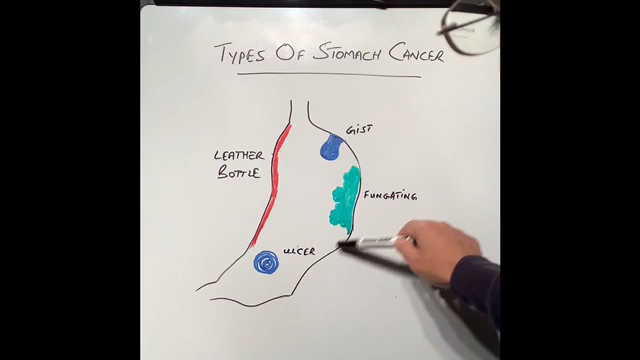 TYPES OF STOMACH CANCER
GIST
LEATHER
BOTTLE
FUNGATING
ULCER